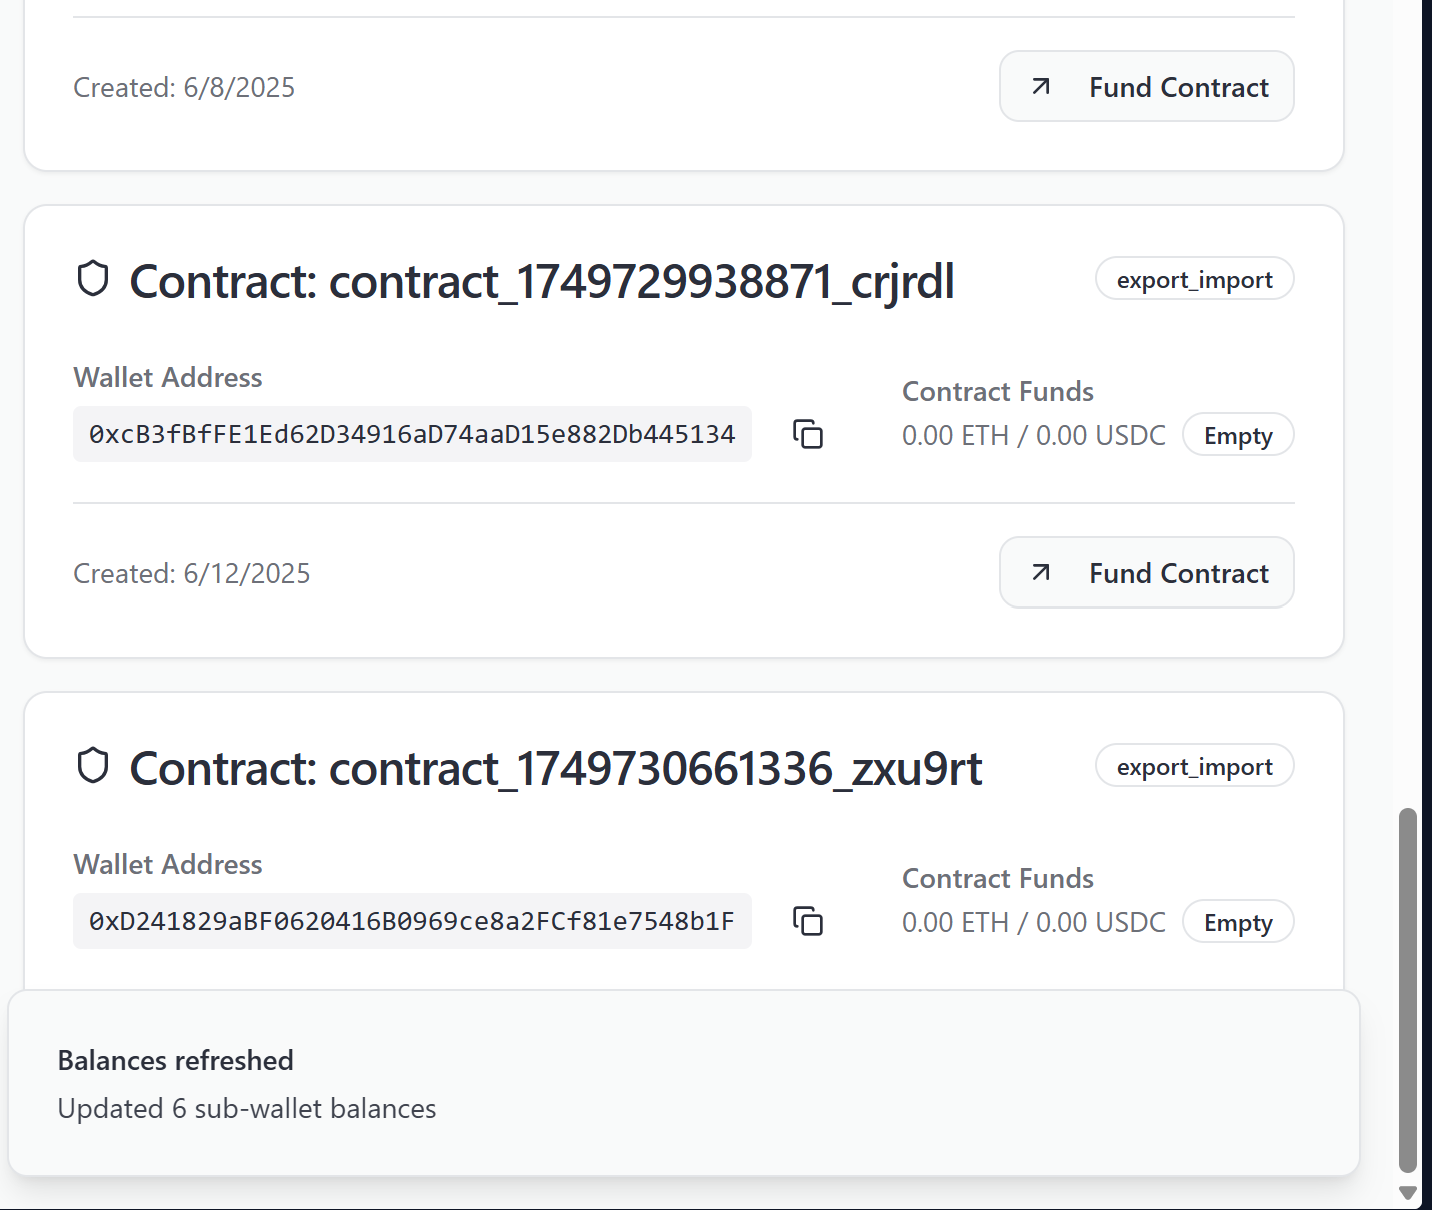 Created: 6/8/2025
Fund Contract
Contract: contract_1749729938871_crjrdl
export_import
Wallet Address
Contract Funds
0xcB3fBfFE1Ed62D34916aD74aaD15e882Db445134
0.00 ETH / 0.00 USDC
Empty
Created: 6/12/2025
Fund Contract
Contract: contract_1749730661336_zxu9rt
export_import
Wallet Address
Contract Funds
0xD241829aBF0620416B0969ce8a2FCf81e7548b1F
0.00 ETH / 0.00 USDC
Empty
Balances refreshed
Updated 6 sub-wallet balances